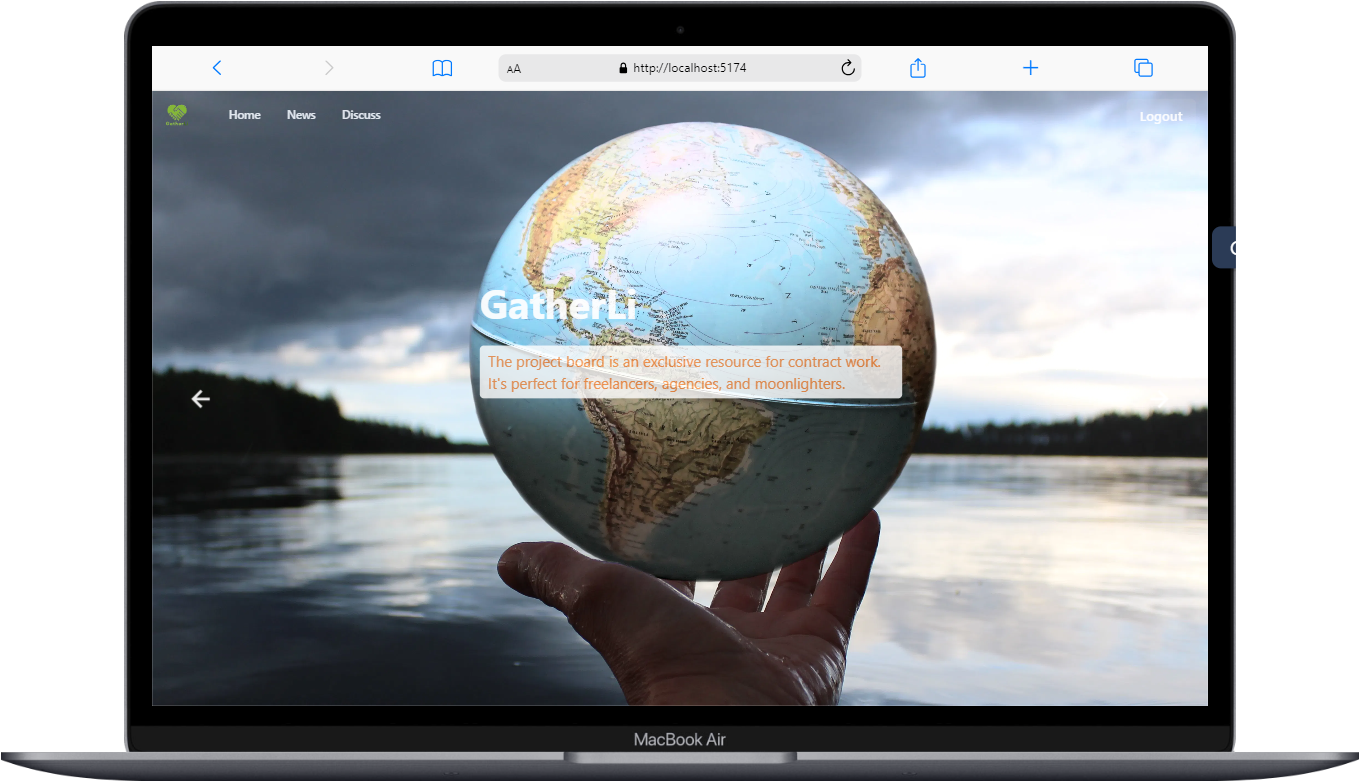 AA
http://localhost:5174
Gather
Home
News
Discuss
Logout
GatherLi
The project board is an exclusive resource for contract work.
It's perfect for freelancers, agencies, and moonlighters.
BRASIL
MacBook Air